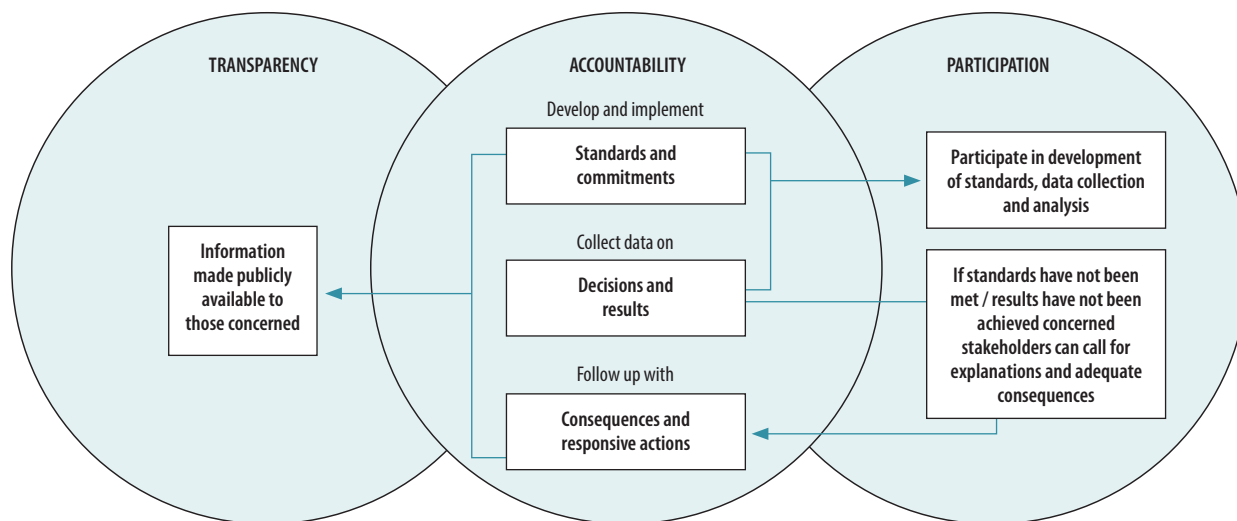 TRANSPARENCY
Information
made publicly
available to
those concerned
ACCOUNTABILITY
Develop and implement
Standards and
commitments
Collect data on
Decisions and
results
Follow up with
Consequences and
responsive actions
PARTICIPATION
Participate in development
of standards, data collection
and analysis
If standards have not been
met / results have not been
achieved concerned
stakeholders can call for
explanations and adequate
consequences